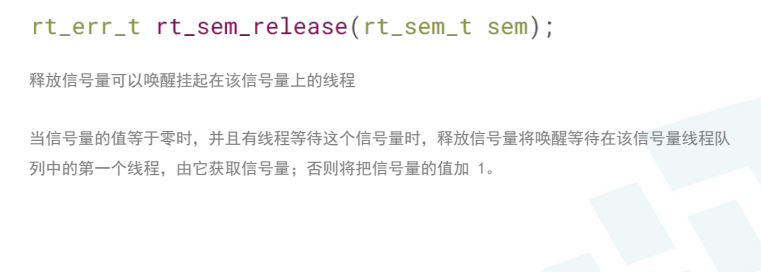 rt_err_t rt_sem_release(rt_sem_t sem);
释放信号量可以唤醒挂起在该信号量上的线程
当信号量的值等于零时，并且有线程等待这个信号量时，释放信号量将唤醒等待在该信号量线程队
列中的第一个线程，由它获取信号量；否则将把信号量的值加 1。